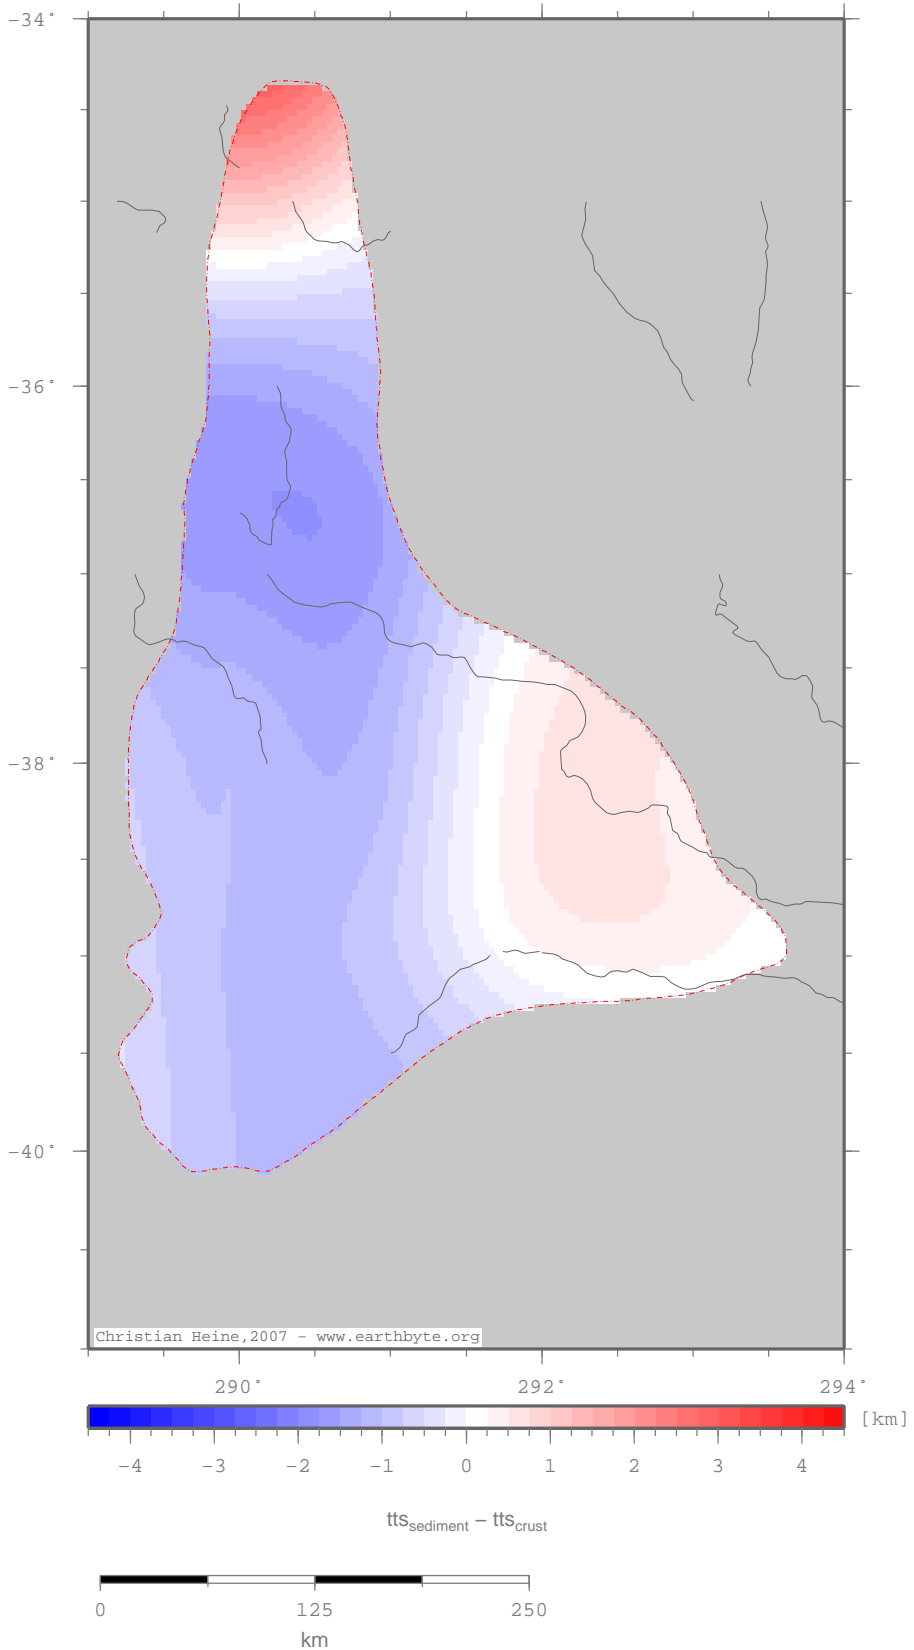 −34°
−36°
−38°
−40°
Christian Heine,2007 − www.earthbyte.org
290° 292° 294°
[km]
−4 −3 −2 −1 0 1 2 3 4
tts_sediment − tts_crust
0 125 250
km